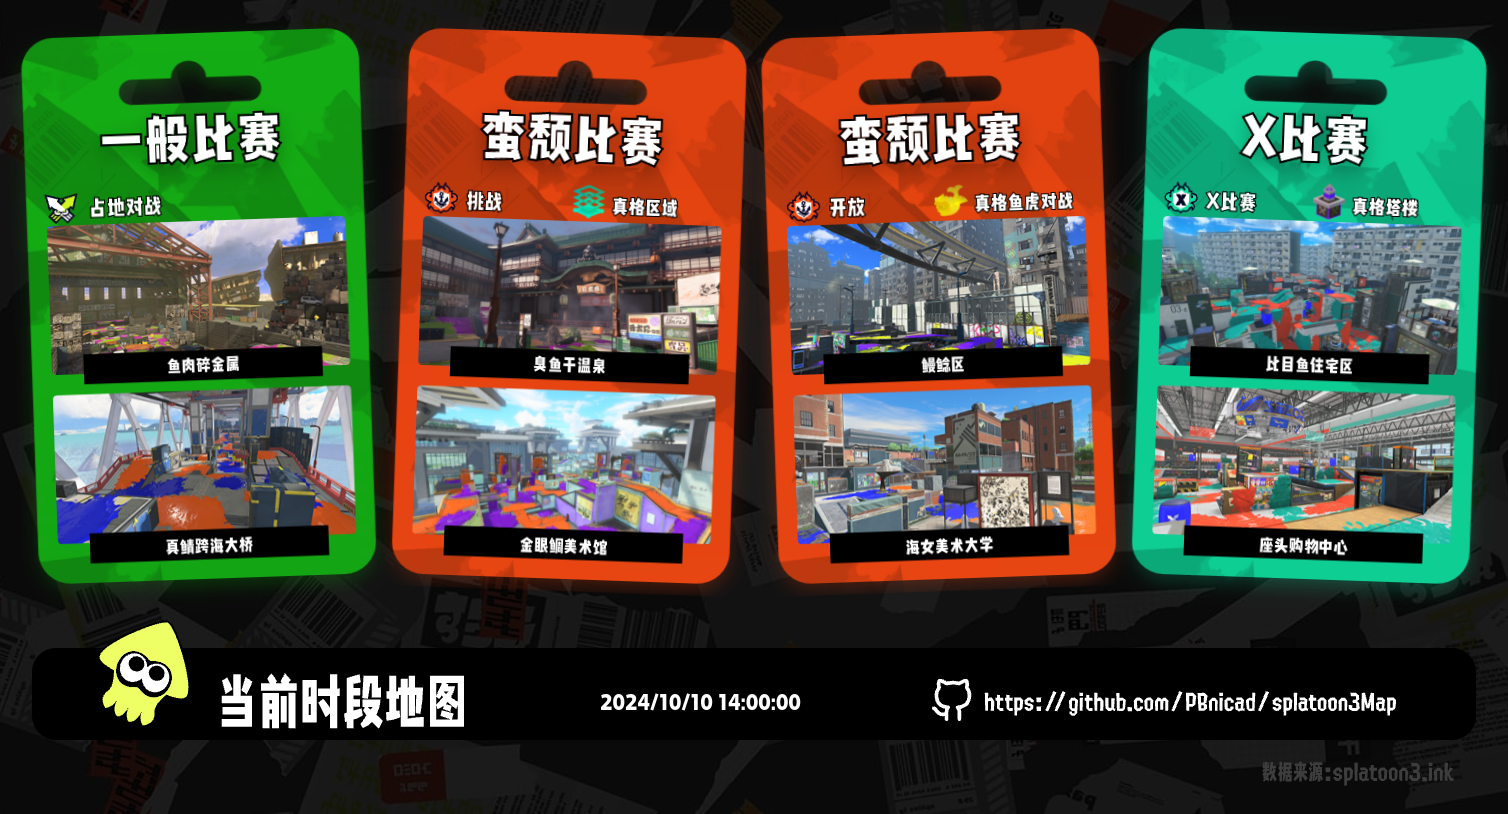 一般比赛
占地对战
鱼肉碎金属
真鲭跨海大桥
蛮颓比赛
挑战
真格区域
臭鱼干温泉
金眼鲷美术馆
蛮颓比赛
开放
真格鱼虎对战
鳗鲶区
海女美术大学
X比赛
X比赛
真格塔楼
比目鱼住宅区
座头购物中心
当前时段地图
2024/10/10 14:00:00
https://github.com/PBnicad/splatoon3Map
数据来源:splatoon3.ink